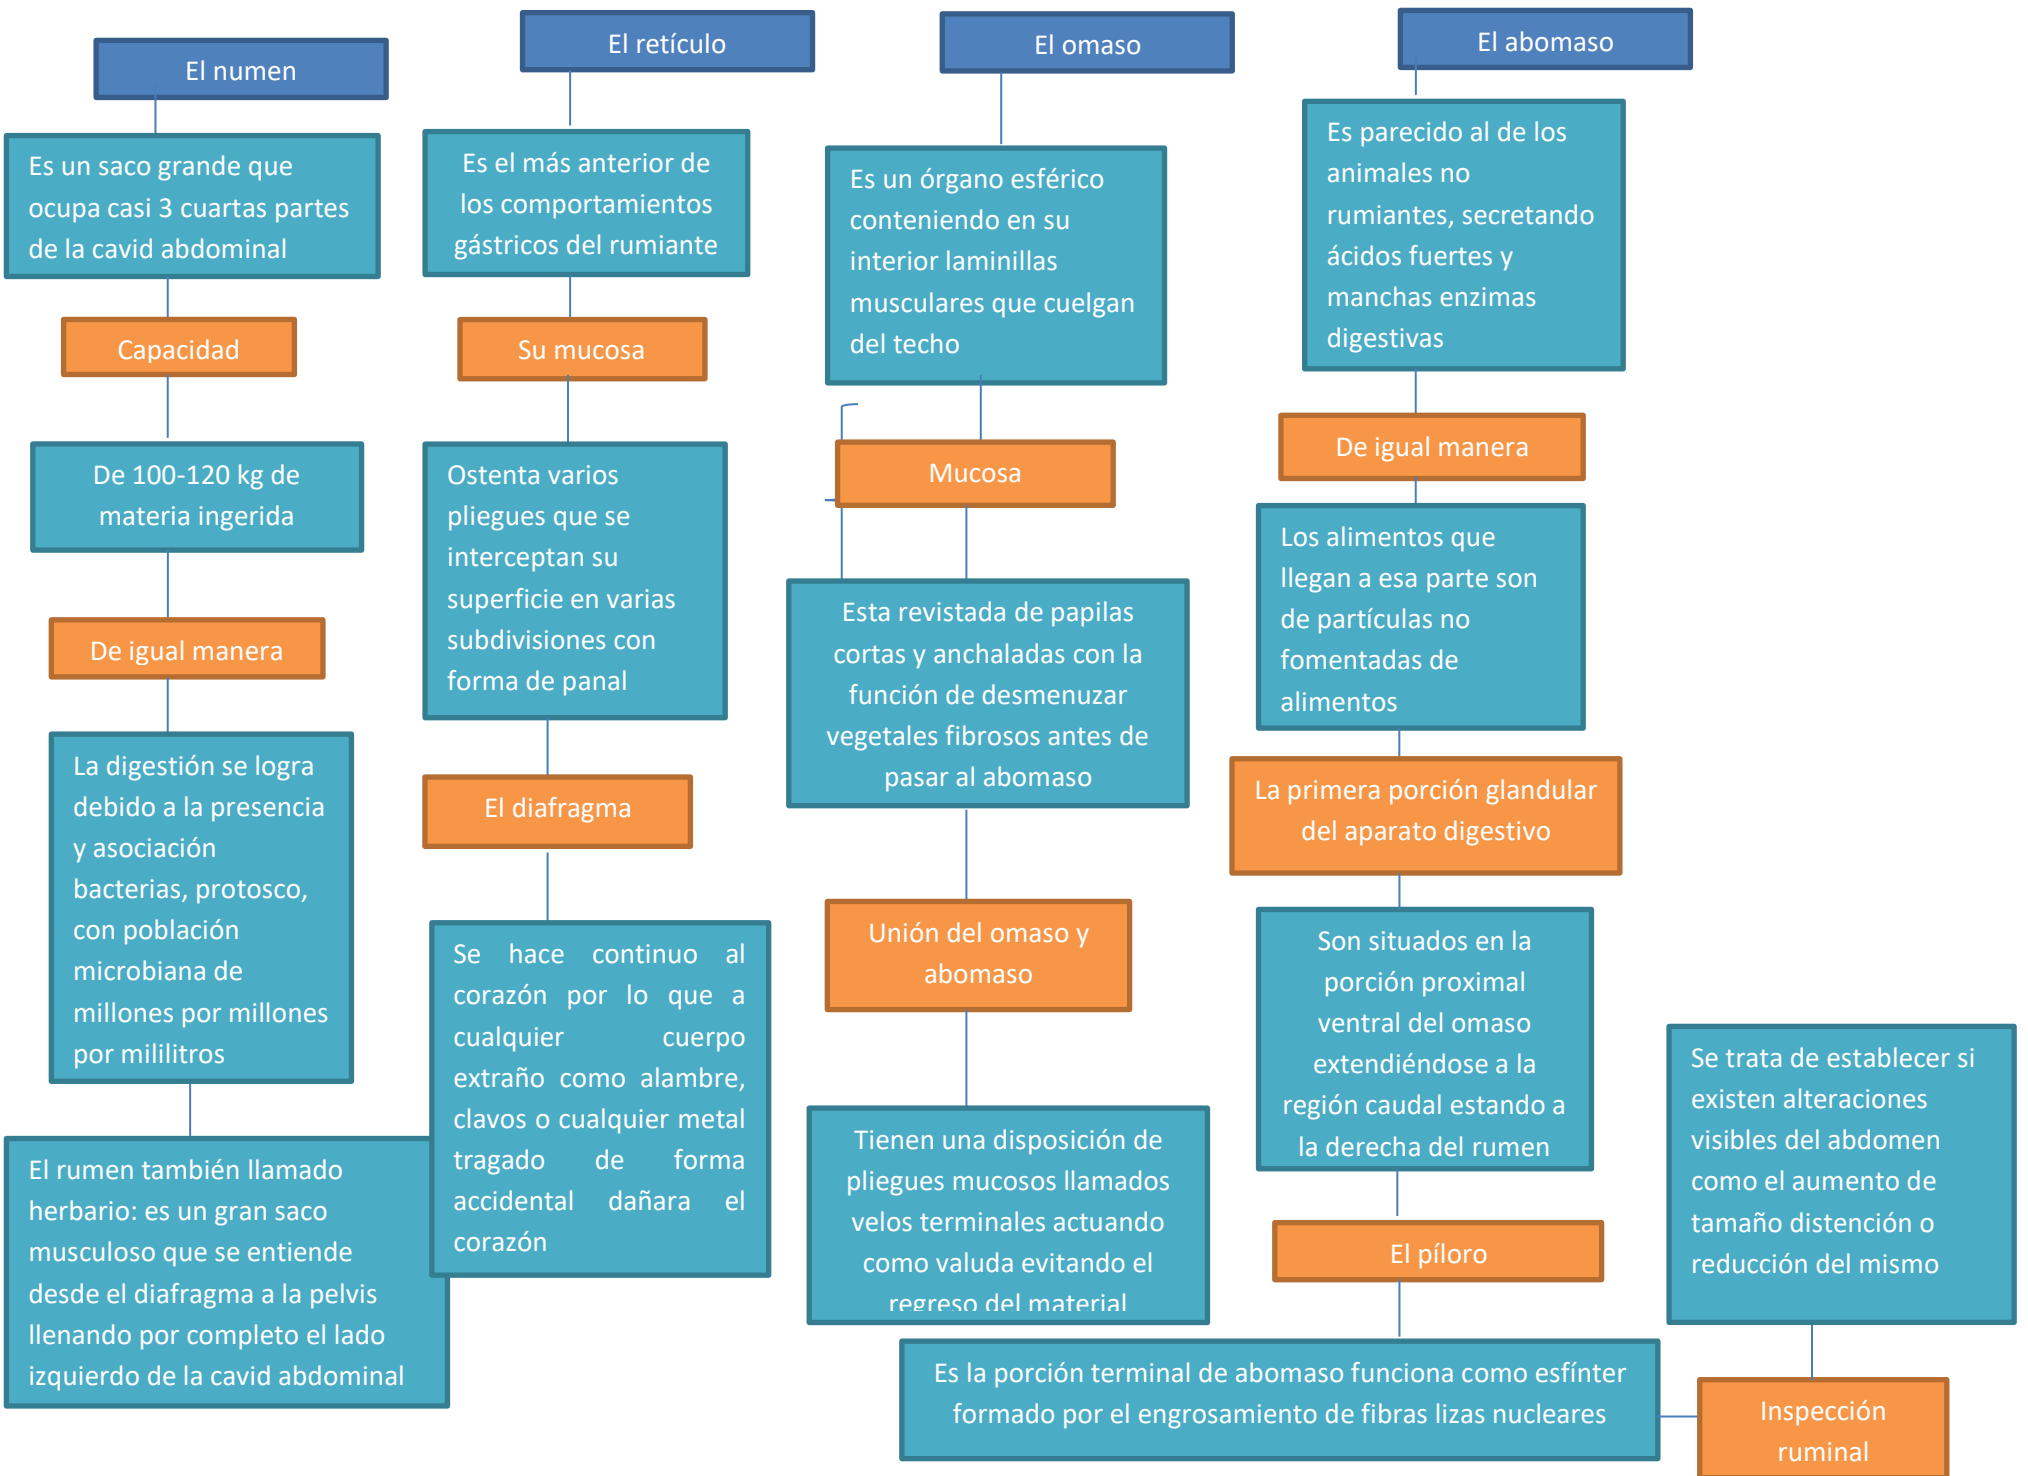 El numen
Es un saco grande que
ocupa casi 3 cuartas partes
de la cavid abdominal
Capacidad
De 100-120 kg de
materia ingerida
De igual manera
La digestión se logra
debido a la presencia
y asociación
bacterias, protosco,
con población
microbiana de
millones por millones
por mililitros
El rumen también llamado
herbario: es un gran saco
musculoso que se entiende
desde el diafragma a la pelvis
llenando por completo el lado
izquierdo de la cavid abdominal
El retículo
Es el más anterior de
los comportamientos
gástricos del rumiante
Su mucosa
Ostenta varios
pliegues que se
interceptan su
superficie en varias
subdivisiones con
forma de panal
El diafragma
Se hace continuo al
corazón por lo que a
cualquier cuerpo
extraño como alambre,
clavos o cualquier metal
tragado de forma
accidental dañara el
corazón
El omaso
Es un órgano esférico
conteniendo en su
interior laminillas
musculares que cuelgan
del techo
Mucosa
Esta revistada de papilas
cortas y anchaladas con la
función de desmenuzar
vegetales fibrosos antes de
pasar al abomaso
Unión del omaso y
abomaso
Tienen una disposición de
pliegues mucosos llamados
velos terminales actuando
como valuda evitando el
regreso del material
El abomaso
Es parecido al de los
animales no
rumiantes, secretando
ácidos fuertes y
manchas enzimas
digestivas
De igual manera
Los alimentos que
llegan a esa parte son
de partículas no
fomentadas de
alimentos
La primera porción glandular
del aparato digestivo
Son situados en la
porción proximal
ventral del omaso
extendiéndose a la
región caudal estando a
la derecha del rumen
El píloro
Es la porción terminal de abomaso funciona como esfínter
formado por el engrosamiento de fibras lizas nucleares
Inspección
ruminal
Se trata de establecer si
existen alteraciones
visibles del abdomen
como el aumento de
tamaño distención o
reducción del mismo